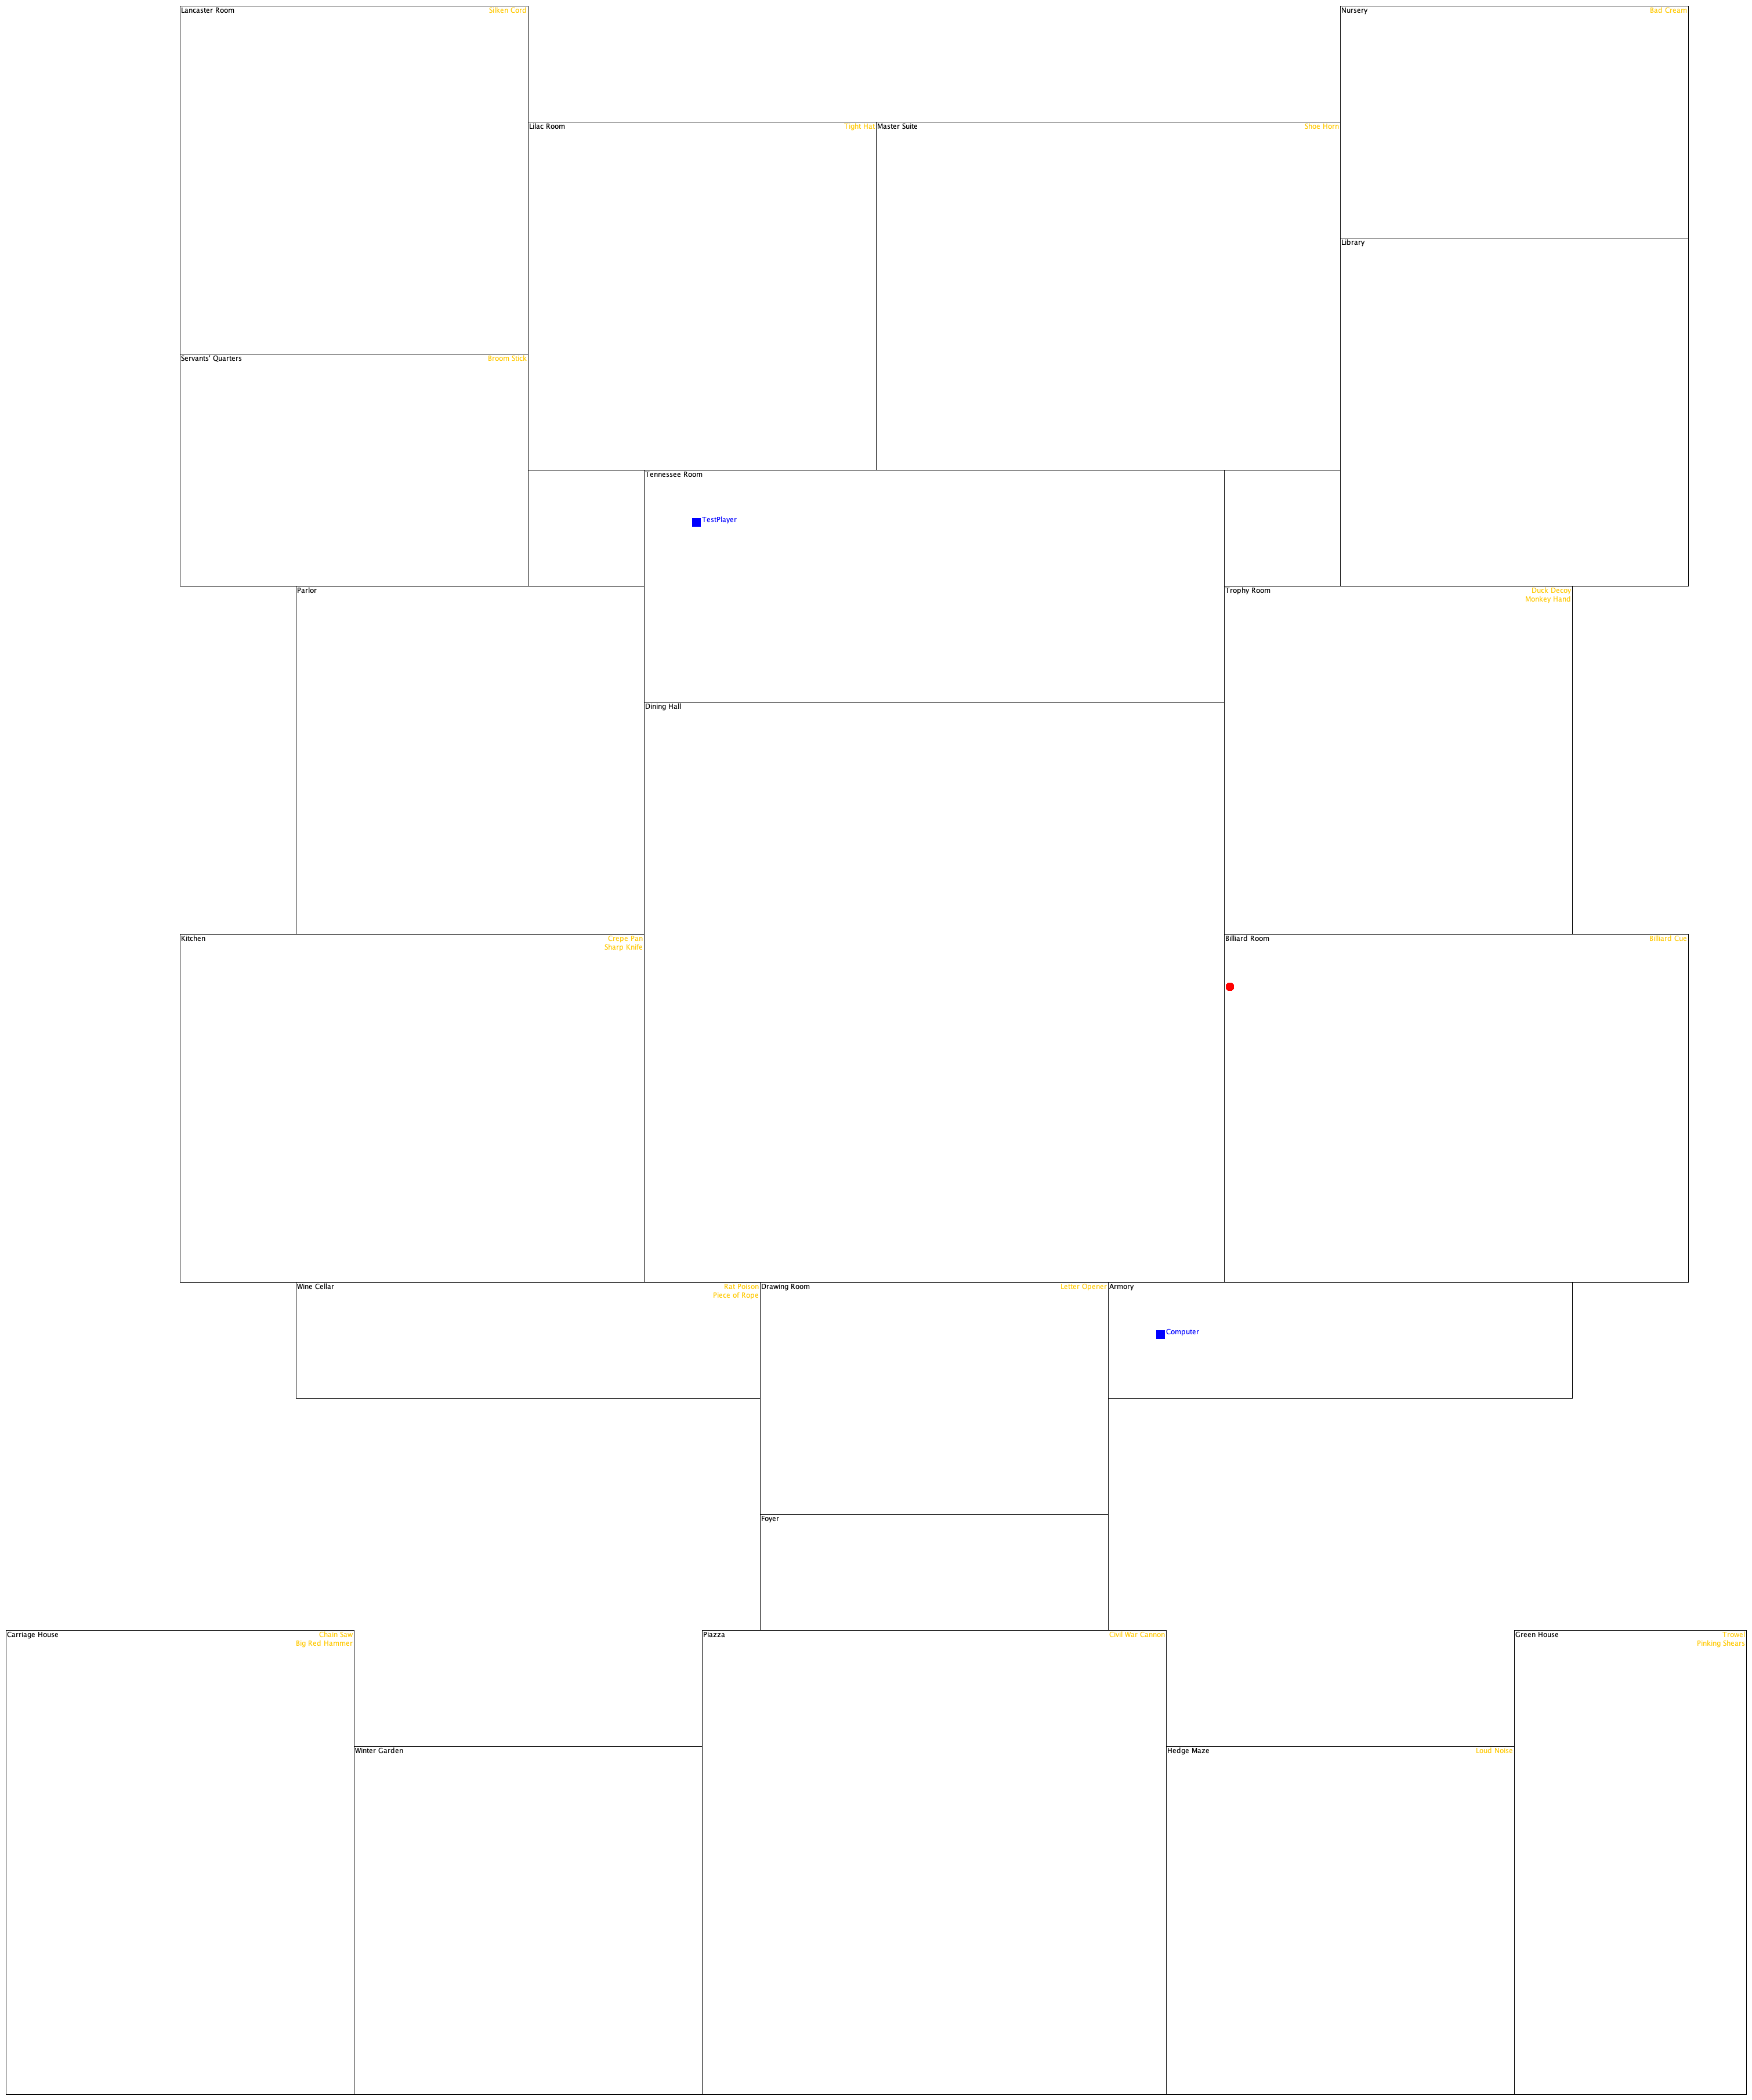 Lancaster Room Silken Cord
Nursery Bad Cream
Lilac Room Tight Hat
Master Suite Shoe Horn
Library
Servants' Quarters Broom Stick
Tennessee Room
TestPlayer
Parlor
Trophy Room Duck Decoy
Monkey Hand
Dining Hall
Kitchen Crepe Pan
Sharp Knife
Billiard Room Billiard Cue
Wine Cellar Rat Poison
Piece of Rope
Drawing Room Letter Opener
Armory
Computer
Foyer
Carriage House Chain Saw
Big Red Hammer
Piazza Civil War Cannon
Green House Trowel
Pinking Shears
Winter Garden
Hedge Maze Loud Noise